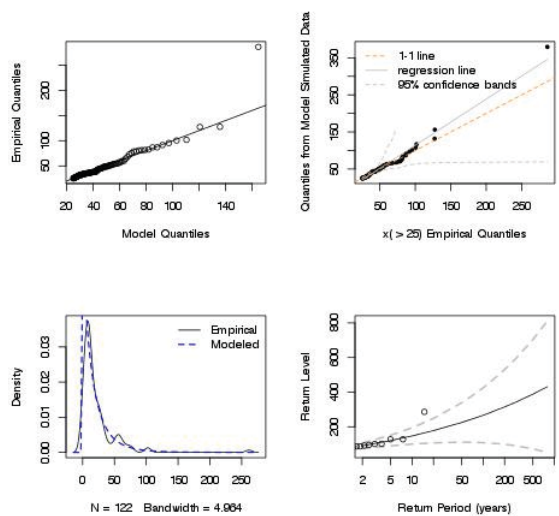 Empirical Quantiles
50
100
200
20
40
60
80
100
140
Model Quantiles
Quantiles from Model Simulated Data
50
150
250
350
1-1 line
regression line
95% confidence bands
50
100
150
200
250
x( > 25) Empirical Quantiles
Density
0.00
0.01
0.02
0.03
Empirical
Modeled
0
50
100
150
200
250
N = 122 Bandwidth = 4.964
Return Level
200
400
600
800
2
5
10
50
200
500
Return Period (years)